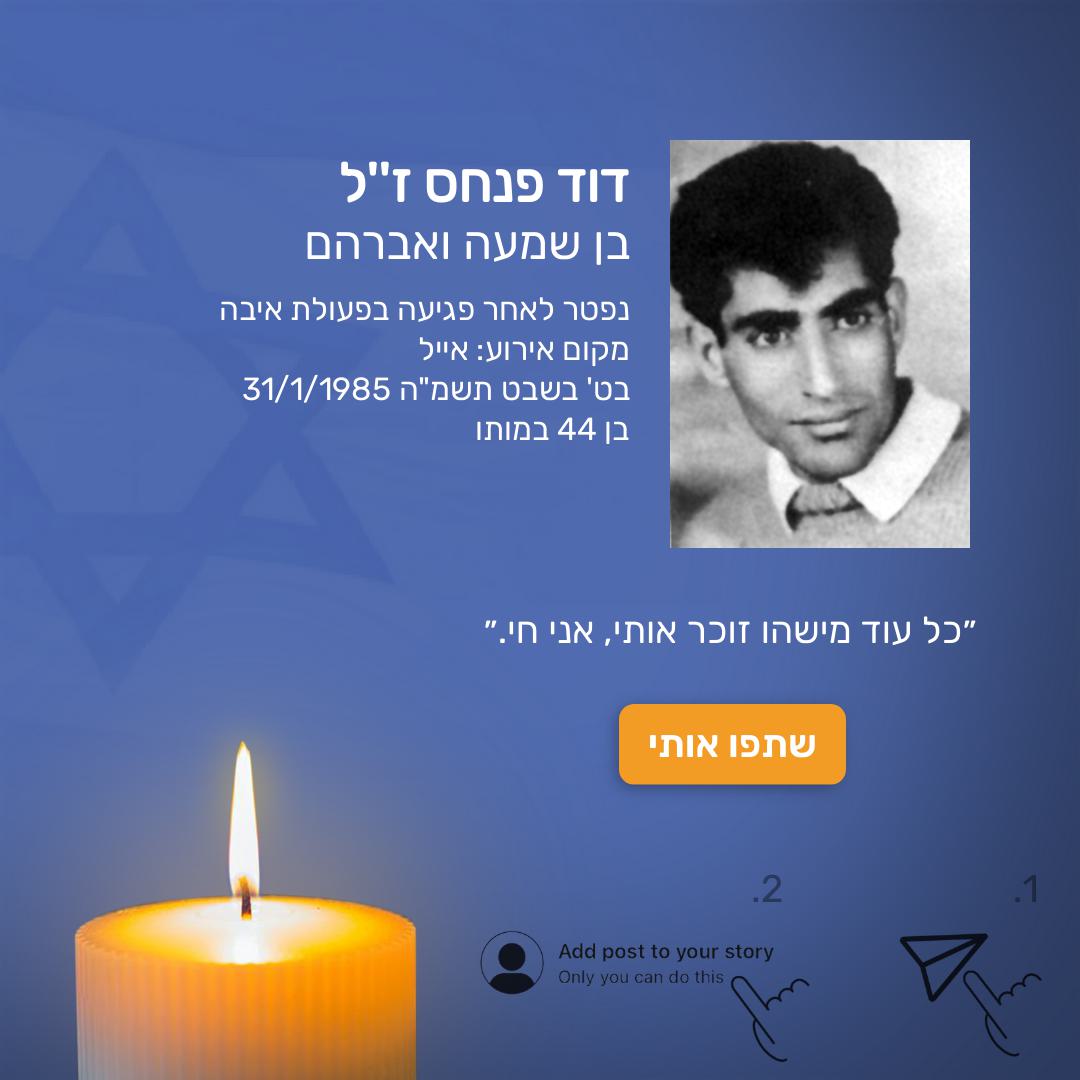 דוד פנחס ז"ל
בן שמעה ואברהם
נפטר לאחר פגיעה בפעולת איבה
מקום אירוע: אייל
בט' בשבט תשמ"ה 31/1/1985
בן 44 במותו
״כל עוד מישהו זוכר אותי, אני חי.״
שתפו אותי
1.
2.
Add post to your story
Only you can do this